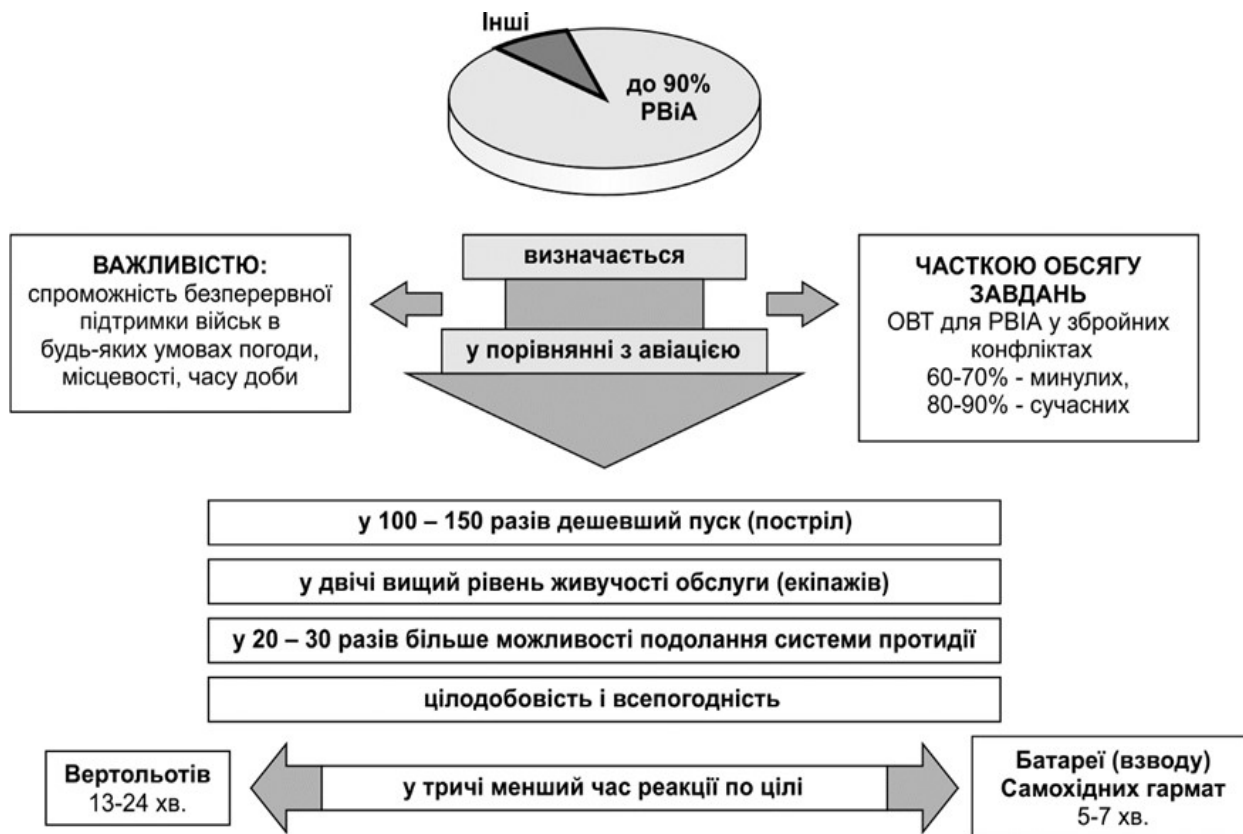 Інші
до 90%
РВіА
ВАЖЛИВІСТЮ:
спроможність безперервної
підтримки військ в
будь-яких умовах погоди,
місцевості, часу доби
визначається
у порівнянні з авіацією
ЧАСТКОЮ ОБСЯГУ
ЗАВДАНЬ
ОВТ для РВІА у збройних
конфліктах
60-70% - минулих,
80-90% - сучасних
у 100 – 150 разів дешевший пуск (постріл)
у двічі вищий рівень живучості обслуги (екіпажів)
у 20 – 30 разів більше можливості подолання системи протидії
цілодобовість і всепогодність
Вертольотів
13-24 хв.
у тричі менший час реакції по цілі
Батареї (взводу)
Самохідних гармат
5-7 хв.